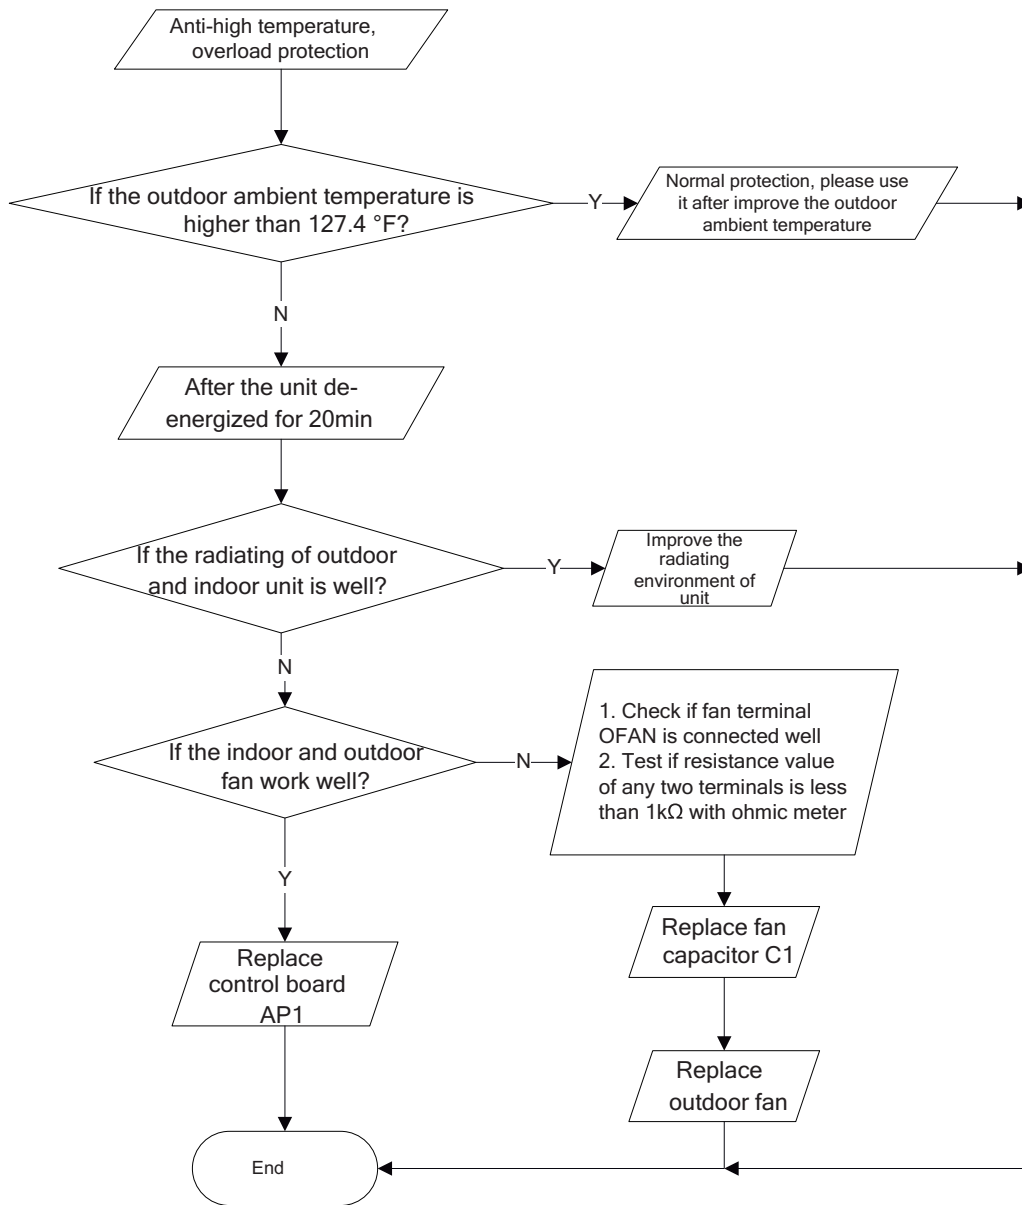 Anti-high temperature,
overload protection
If the outdoor ambient temperature is
higher than 127.4 °F?
Y
Normal protection, please use
it after improve the outdoor
ambient temperature
N
After the unit de-
energized for 20min
If the radiating of outdoor
and indoor unit is well?
Y
Improve the
radiating
environment of
unit
N
If the indoor and outdoor
fan work well?
N
1. Check if fan terminal
OFAN is connected well
2. Test if resistance value
of any two terminals is less
than 1kΩ with ohmic meter
Y
Replace
control board
AP1
Replace fan
capacitor C1
Replace
outdoor fan
End